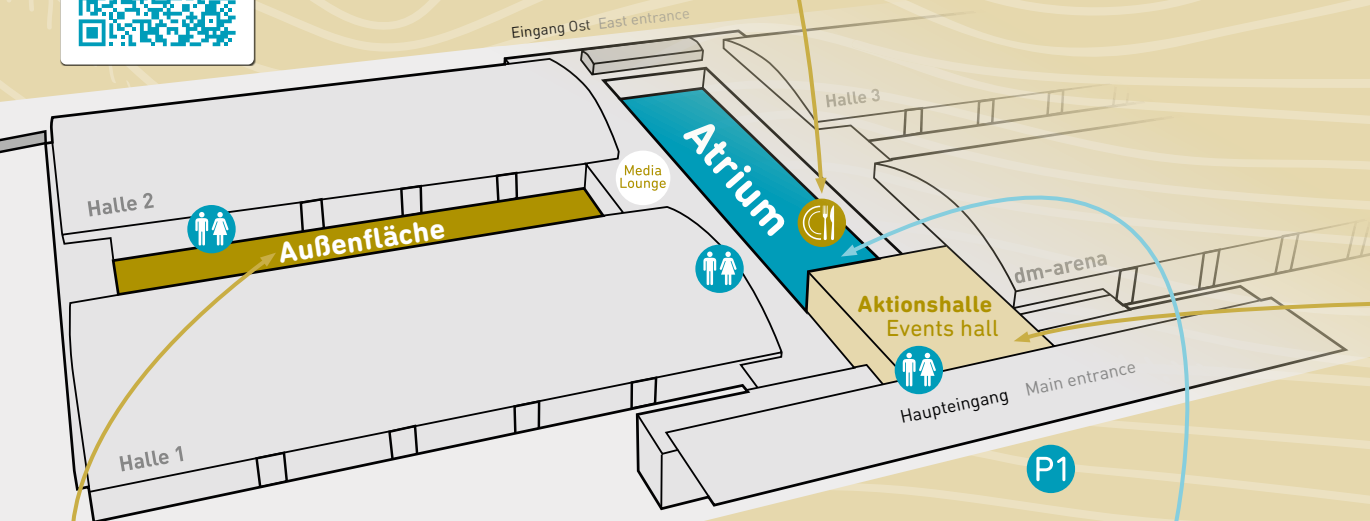 Eingang Ost East entrance
Halle 3
Atrium
Media
Lounge
Halle 2
Außenfläche
dm-arena
Aktionshalle
Events hall
Haupteingang Main entrance
Halle 1
P1